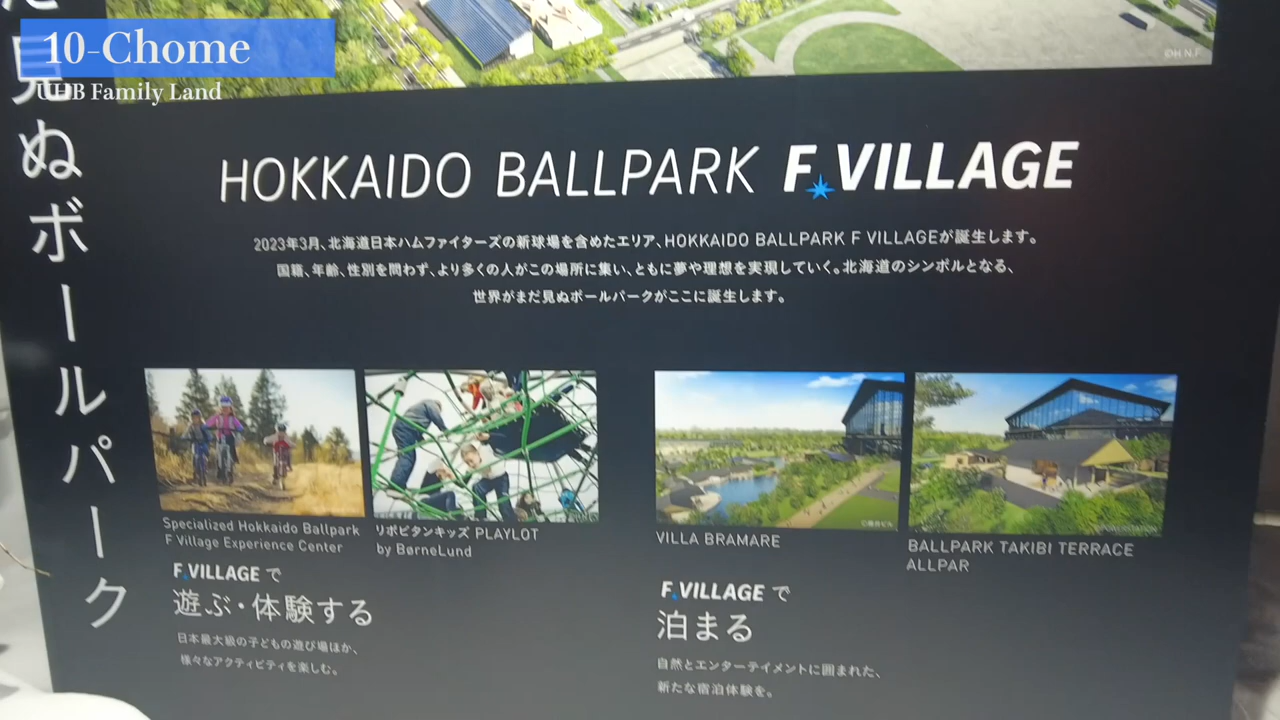 10-Chome
UHB Family Land
見ぬボールパーク
©H.N.F.
HOKKAIDO BALLPARK F VILLAGE
2023年3月、北海道日本ハムファイターズの新球場を含めたエリア、HOKKAIDO BALLPARK F VILLAGEが誕生します。
国籍、年齢、性別を問わず、より多くの人がこの場所に集い、ともに夢や理想を実現していく。北海道のシンボルとなる、
世界がまだ見ぬボールパークがここに誕生します。
Specialized Hokkaido Ballpark
F Village Experience Center
リポビタンキッズ PLAYLOT
by BørneLund
VILLA BRAMARE
BALLPARK TAKIBI TERRACE
ALLPAR
F VILLAGE で
遊ぶ・体験する
日本最大級の子どもの遊び場ほか、
様々なアクティビティを楽しむ。
F VILLAGE で
泊まる
自然とエンターテイメントに囲まれた、
新たな宿泊体験を。